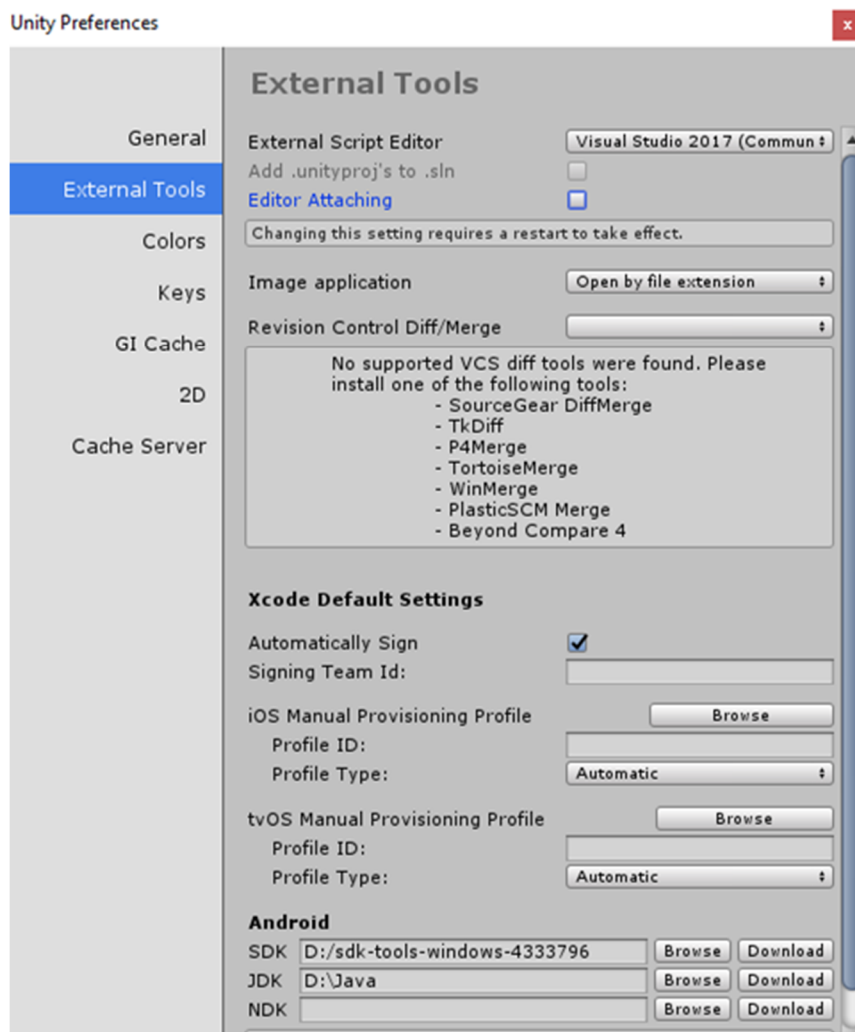 Unity Preferences
x
External Tools
General
External Tools
Colors
Keys
GI Cache
2D
Cache Server
External Script Editor
Visual Studio 2017 (Commun
Add .unityproj's to .sln
Editor Attaching
Changing this setting requires a restart to take effect.
Image application
Open by file extension
Revision Control Diff/Merge
No supported VCS diff tools were found. Please
install one of the following tools:
- SourceGear DiffMerge
- TkDiff
- P4Merge
- TortoiseMerge
- WinMerge
- PlasticSCM Merge
- Beyond Compare 4
Xcode Default Settings
Automatically Sign
Signing Team Id:
iOS Manual Provisioning Profile Browse
Profile ID:
Profile Type: Automatic
tvOS Manual Provisioning Profile Browse
Profile ID:
Profile Type: Automatic
Android
SDK D:/sdk-tools-windows-4333796 Browse Download
JDK D:\Java Browse Download
NDK Browse Download